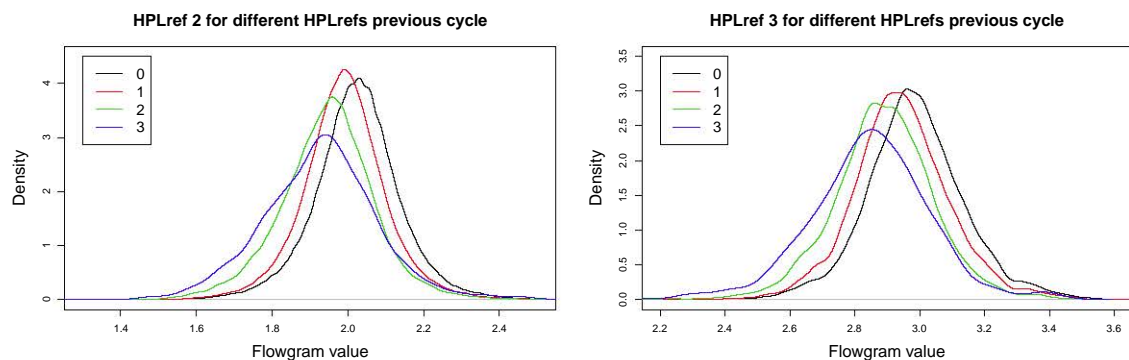 HPLref 2 for different HPLrefs previous cycle
0
1
2
3
Density
0 1 2 3 4
1.4 1.6 1.8 2.0 2.2 2.4
Flowgram value
HPLref 3 for different HPLrefs previous cycle
0
1
2
3
Density
0.0 0.5 1.0 1.5 2.0 2.5 3.0 3.5
2.2 2.4 2.6 2.8 3.0 3.2 3.4 3.6
Flowgram value